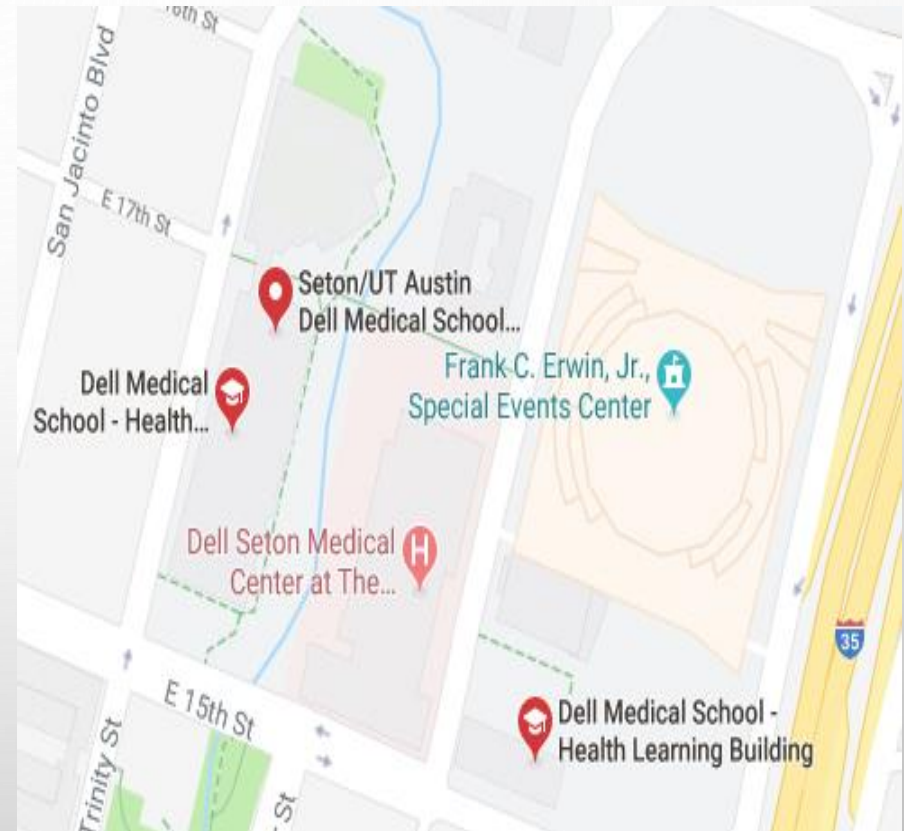 San Jacinto Blvd
E 17th St
Seton/UT Austin
Dell Medical School...
Dell Medical
School - Health...
Frank C. Erwin, Jr.,
Special Events Center
Dell Seton Medical
Center at The...
35
Dell Medical School -
Health Learning Building
E 15th St
Trinity St
St
H